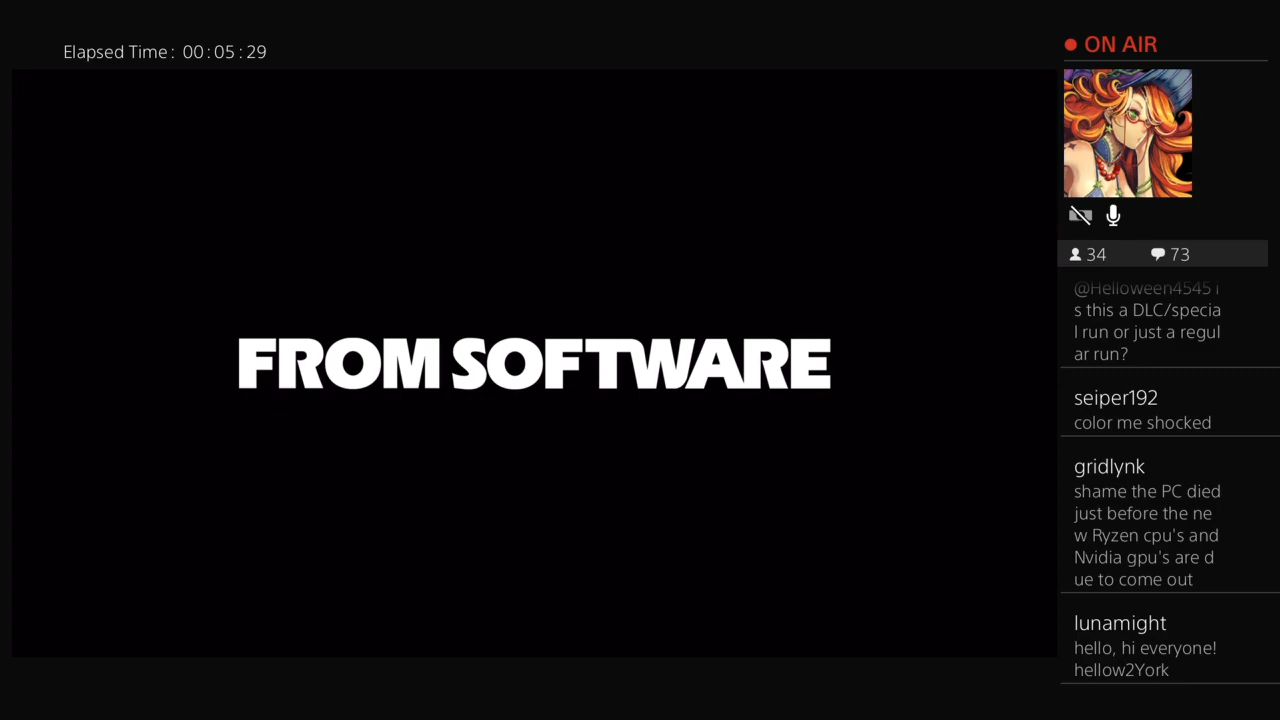 Elapsed Time: 00:05:29
ON AIR
FROM SOFTWARE
34 73
@Helloween4545 i
s this a DLC/specia
l run or just a regul
ar run?
seiper192
color me shocked
gridlynk
shame the PC died
just before the ne
w Ryzen cpu's and
Nvidia gpu's are d
ue to come out
lunamight
hello, hi everyone!
hellow2York